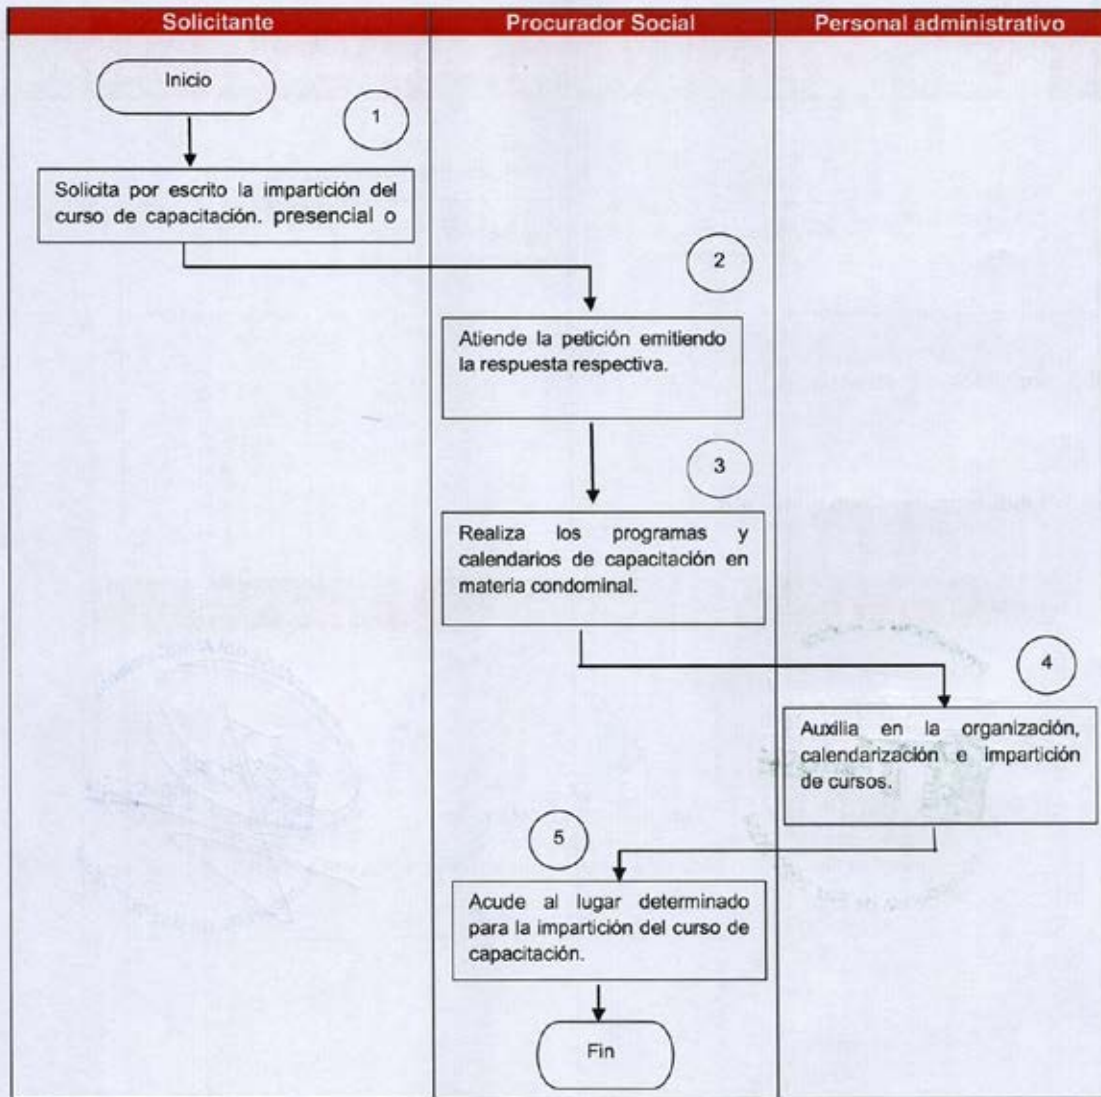 Solicitante
Procurador Social
Personal administrativo
Inicio
1
Solicita por escrito la impartición del
curso de capacitación. presencial o
2
Atiende la petición emitiendo
la respuesta respectiva.
3
Realiza los programas y
calendarios de capacitación en
materia condominal.
4
Auxilia en la organización,
calendarización e impartición
de cursos.
5
Acude al lugar determinado
para la impartición del curso de
capacitación.
Fin